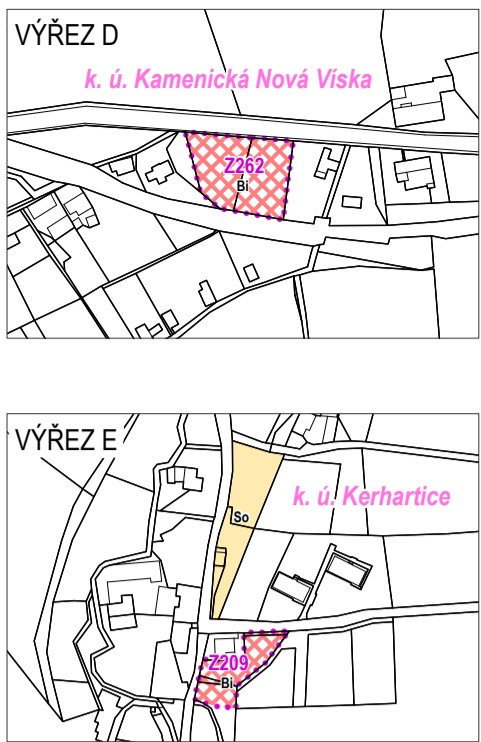 VÝŘEZ D
k. ú. Kamenická Nová Víska
Z262
Bi
VÝŘEZ E
k. ú. Kerhartice
So
Z209
Bi